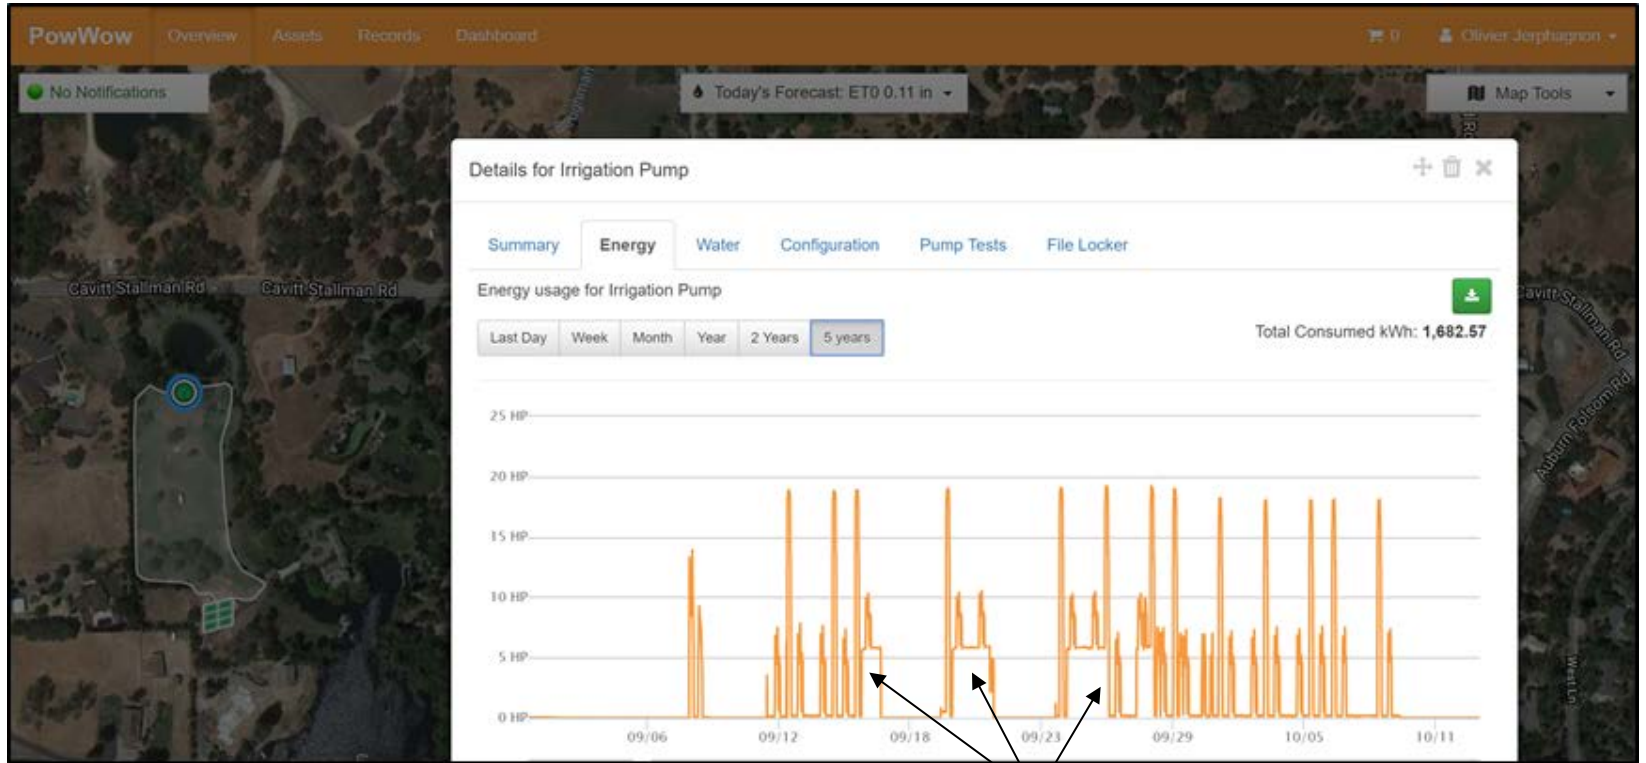 PowWow Overview Assets Records Dashboard 0 Olivier Jerphagnon
No Notifications Today's Forecast: ET0 0.11 in Map Tools
Details for Irrigation Pump
Summary Energy Water Configuration Pump Tests File Locker
Cavitt Stallman Rd Cavitt Stallman Rd
Energy usage for Irrigation Pump
Cavitt Stallman Rd
Last Day Week Month Year 2 Years 5 years
Total Consumed kWh: 1,682.57
Auburn Folsom Rd
25 HP
20 HP
15 HP
10 HP
5 HP
0 HP
West Ln
09/06 09/12 09/18 09/23 09/29 10/05 10/11